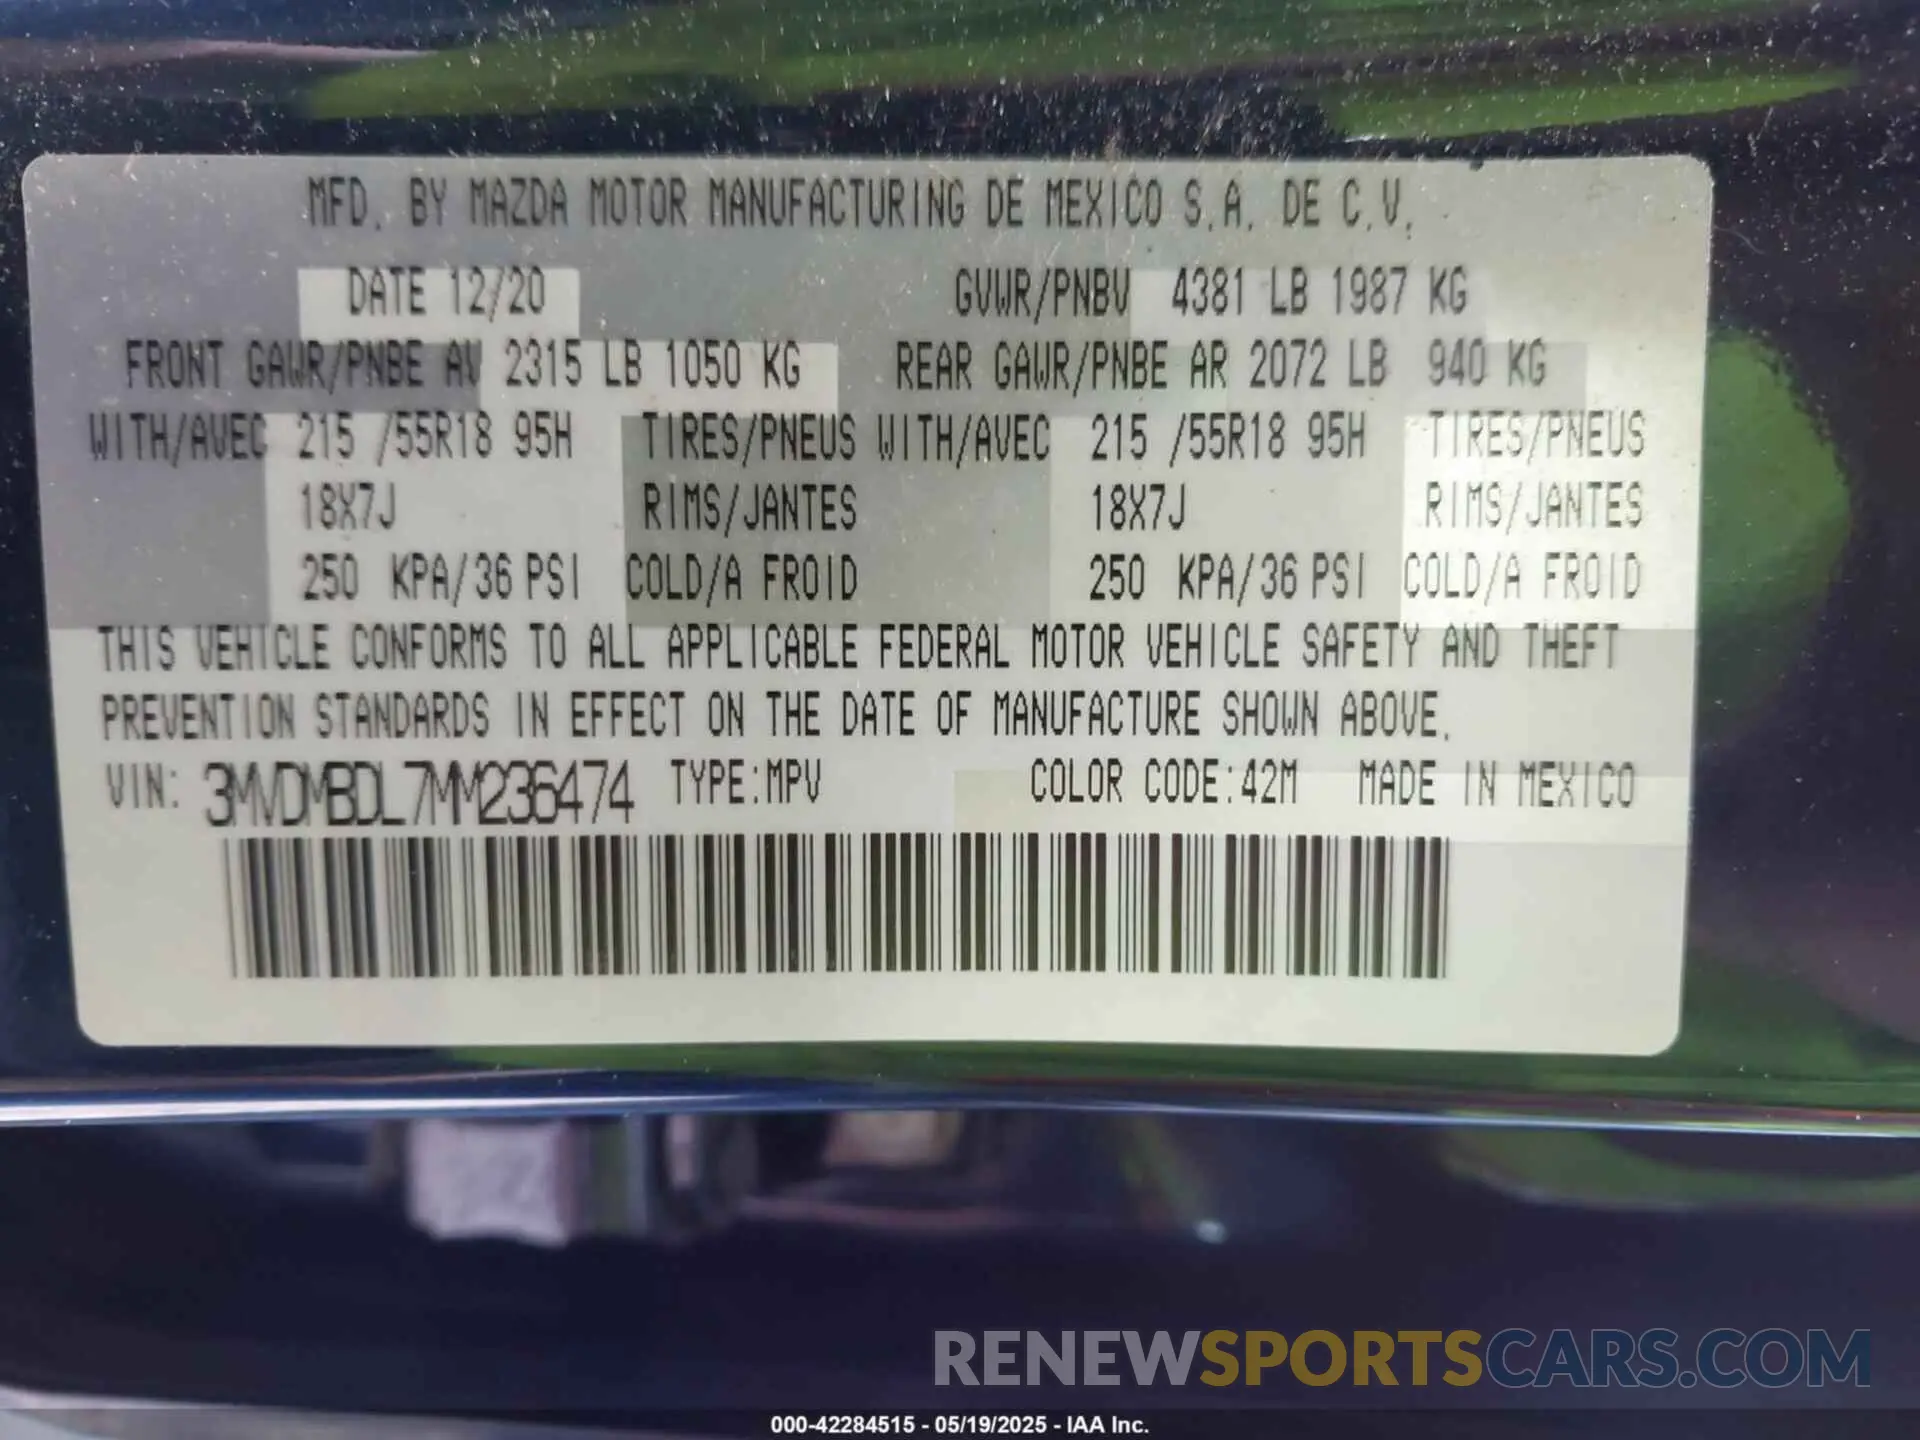 MFD. BY MAZDA MOTOR MANUFACTURING DE MEXICO S.A. DE C.V.
DATE 12/20 GVWR/PNBV 4381 LB 1987 KG
FRONT GAWR/PNBE AV 2315 LB 1050 KG REAR GAWR/PNBE AR 2072 LB 940 KG
WITH/AVEC 215 /55R18 95H TIRES/PNEUS WITH/AVEC 215 /55R18 95H TIRES/PNEUS
18X7J RIMS/JANTES 18X7J RIMS/JANTES
250 KPA/36 PSI COLD/A FROID 250 KPA/36 PSI COLD/A FROID
THIS VEHICLE CONFORMS TO ALL APPLICABLE FEDERAL MOTOR VEHICLE SAFETY AND THEFT
PREVENTION STANDARDS IN EFFECT ON THE DATE OF MANUFACTURE SHOWN ABOVE.
VIN: 3MVDMBDL7MM236474 TYPE:MPV COLOR CODE:42M MADE IN MEXICO
RENEWSPORTSCARS.COM
000-42284515 - 05/19/2025 - IAA Inc.